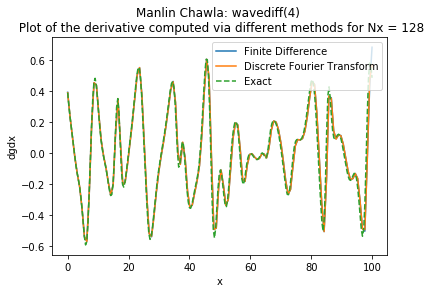 Manlin Chawla: wavediff(4)
Plot of the derivative computed via different methods for Nx = 128
Finite Difference
Discrete Fourier Transform
Exact
0.6
0.4
0.2
0.0
−0.2
−0.4
−0.6
dgdx
0 20 40 60 80 100
x